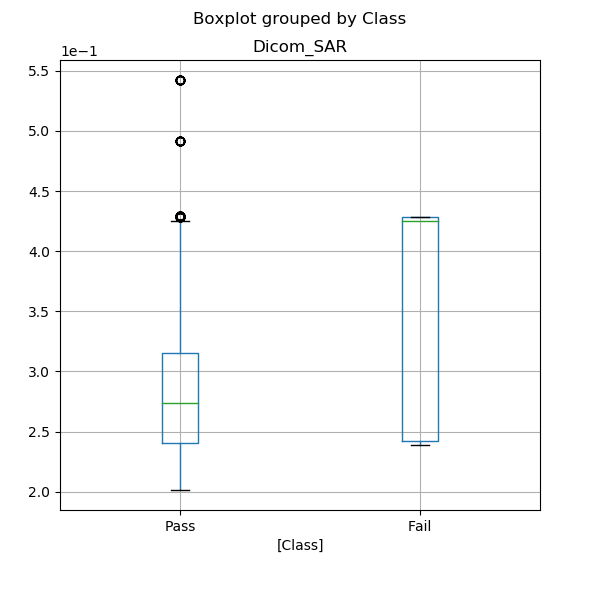 Boxplot grouped by Class
Dicom_SAR
1e−1
5.5
5.0
4.5
4.0
3.5
3.0
2.5
2.0
Pass
Fail
[Class]